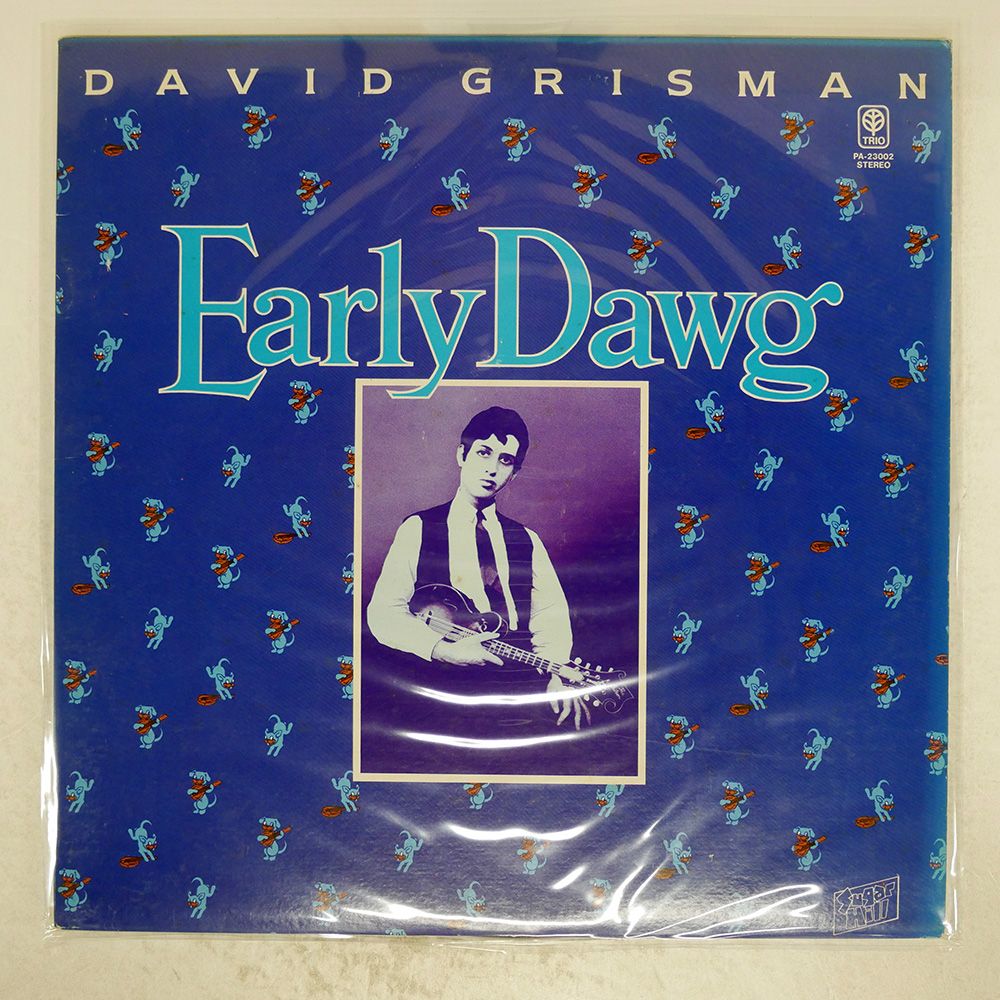 DAVID GRISMAN
TRIO
PA-23002
STEREO
Early Dawg
Sugar
Hill